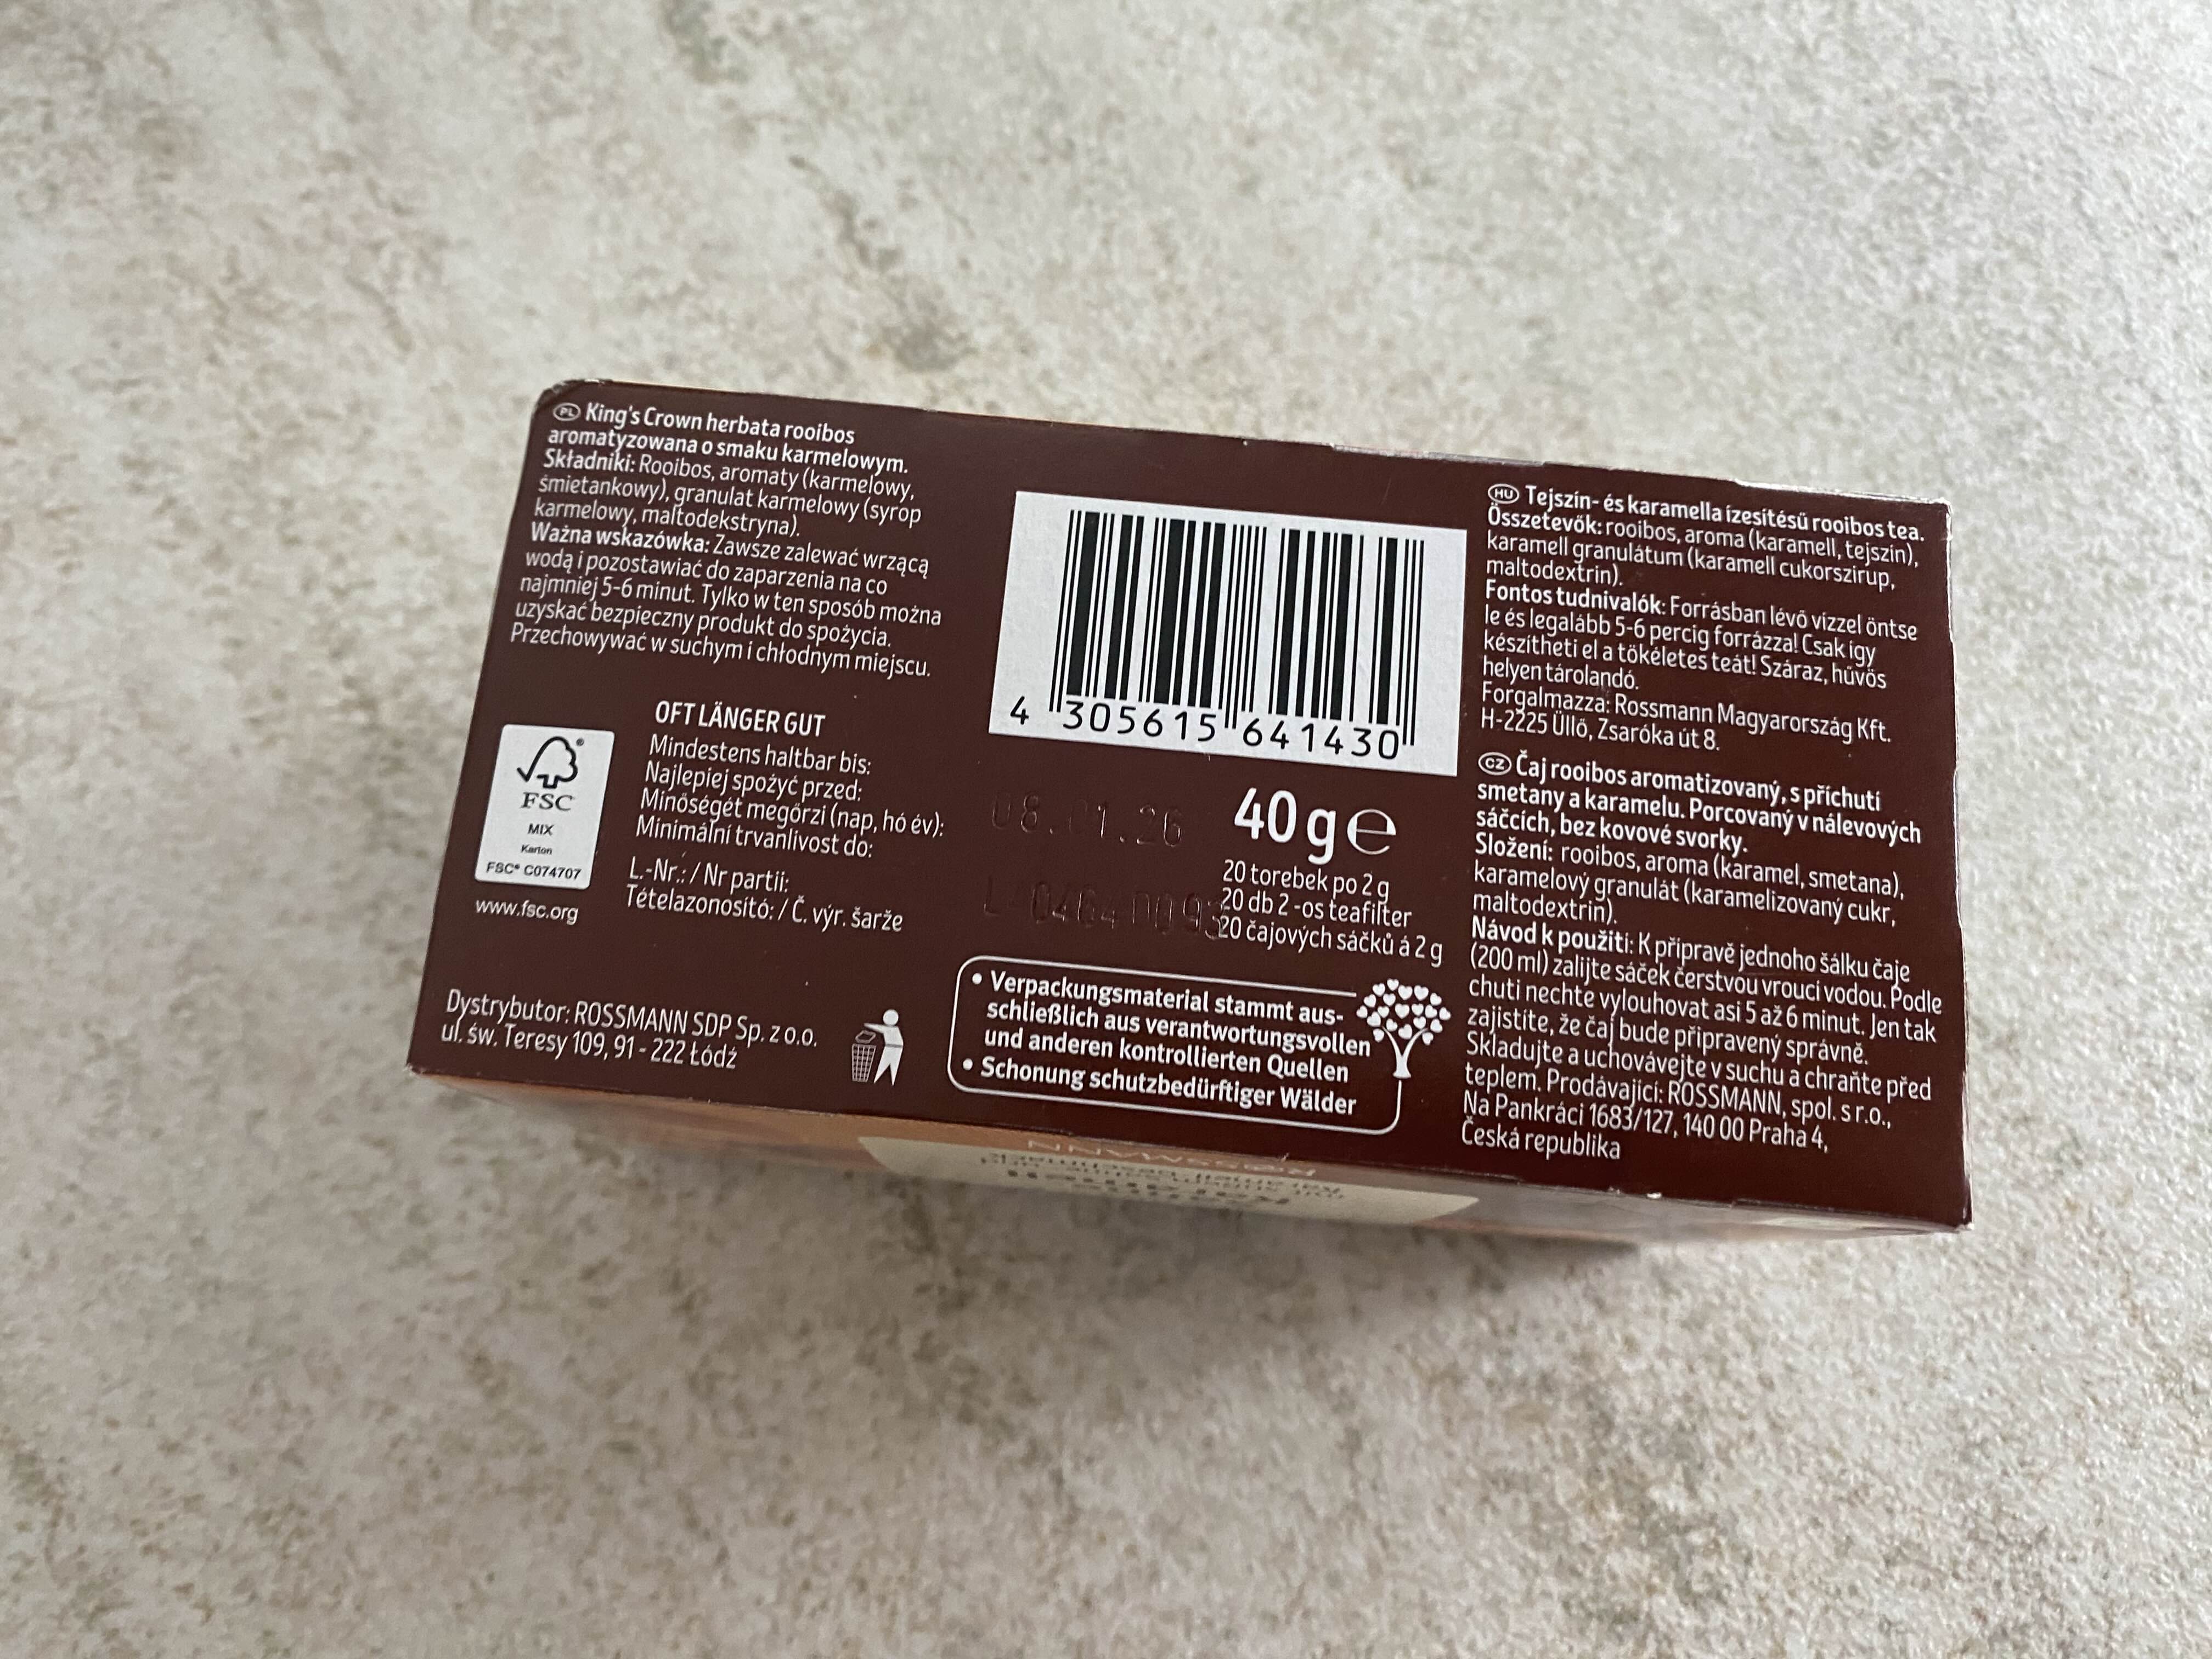 PL King's Crown herbata rooibos
aromatyzowana o smaku karmelowym.
Składniki: Rooibos, aromaty (karmelowy,
śmietankowy), granulat karmelowy (syrop
karmelowy, maltodekstryna).
Ważna wskazówka: Zawsze zalewać wrzącą
wodą i pozostawiać do zaparzenia na co
najmniej 5-6 minut. Tylko w ten sposób można
uzyskać bezpieczny produkt do spożycia.
Przechowywać w suchym i chłodnym miejscu.
OFT LÄNGER GUT
Mindestens haltbar bis:
Najlepiej spożyć przed:
Minőségét megőrzi (nap, hó év):
Minimální trvanlivost do:
L.-Nr.: / Nr partii:
Tételazonosító: / Č. výr. šarže
FSC
MIX
Karton
FSC® C074707
www.fsc.org
Dystrybutor: ROSSMANN SDP Sp. z o.o.
ul. św. Teresy 109, 91 - 222 Łódź
4 305615 641430
08.01.26
40 g e
20 torebek po 2 g
20 db 2 -os teafilter
20 čajových sáčků á 2 g
• Verpackungsmaterial stammt aus-
schließlich aus verantwortungsvollen
und anderen kontrollierten Quellen
• Schonung schutzbedürftiger Wälder
HU Tejszín- és karamella ízesítésű rooibos tea.
Összetevők: rooibos, aroma (karamell, tejszín),
karamell granulátum (karamell cukorszirup,
maltodextrin).
Fontos tudnivalók: Forrásban lévő vízzel öntse
le és legalább 5-6 percig forrázza! Csak így
készítheti el a tökéletes teát! Száraz, hűvös
helyen tárolandó.
Forgalmazza: Rossmann Magyarország Kft.
H-2225 Üllő, Zsaróka út 8.
CZ Čaj rooibos aromatizovaný, s příchutí
smetany a karamelu. Porcovaný v nálevových
sáčcích, bez kovové svorky.
Složení: rooibos, aroma (karamel, smetana),
karamelový granulát (karamelizovaný cukr,
maltodextrin).
Návod k použití: K přípravě jednoho šálku čaje
(200 ml) zalijte sáček čerstvou vroucí vodou. Podle
chuti nechte vylouhovat asi 5 až 6 minut. Jen tak
zajistíte, že čaj bude připravený správně.
Skladujte a uchovávejte v suchu a chraňte před
teplem. Prodávající: ROSSMANN, spol. s r.o.,
Na Pankráci 1683/127, 140 00 Praha 4,
Česká republika
ROSSMANN